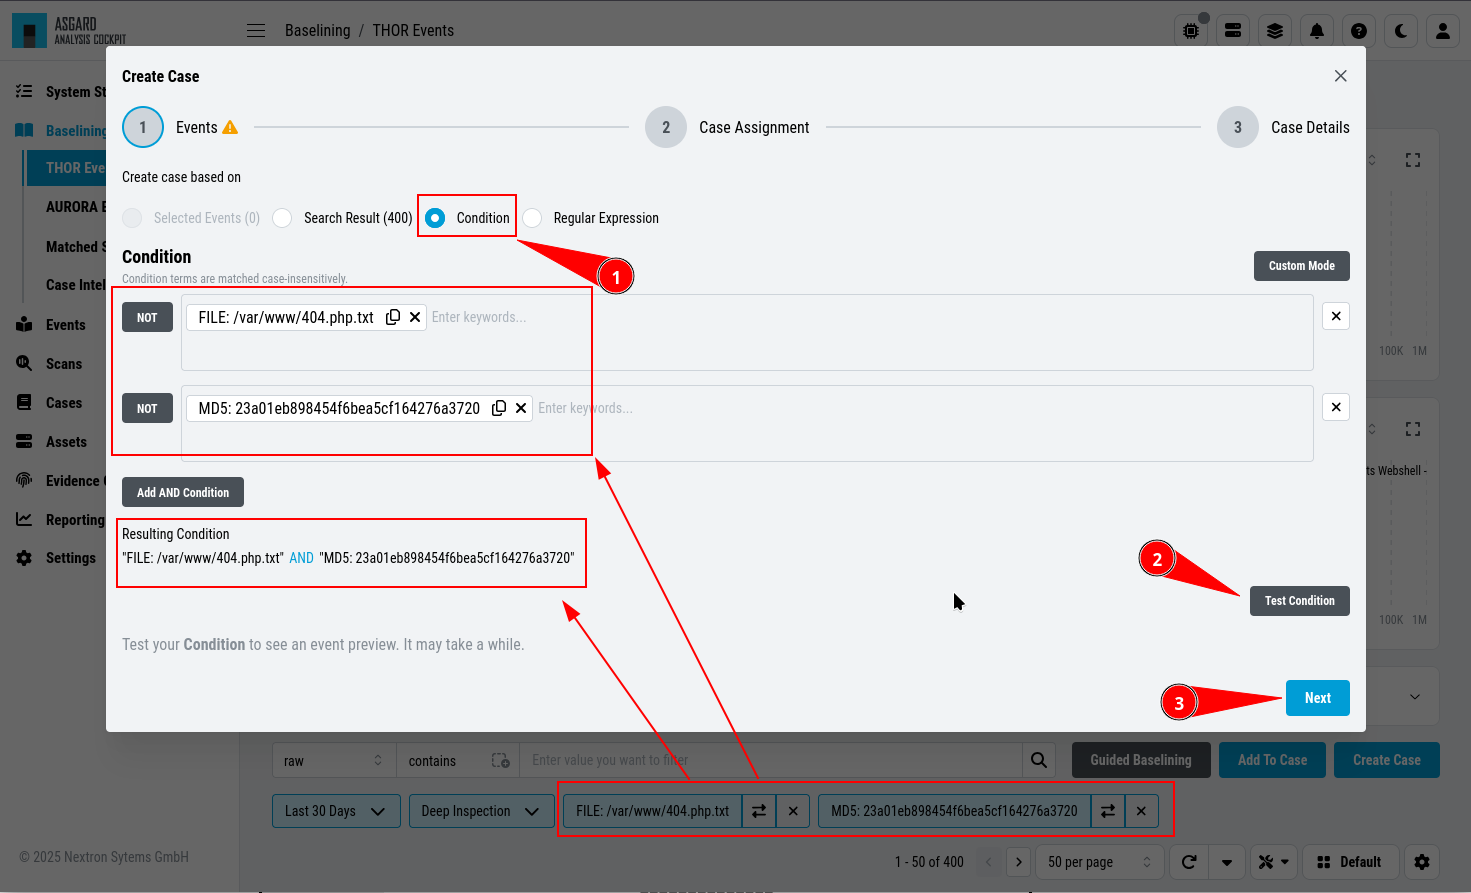 ASGARD
ANALYSIS COCKPIT
Baselining / THOR Events
System St
Baselining
THOR Eve
AURORA E
Matched S
Case Intel
Events
Scans
Cases
Assets
Evidence
Reporting
Settings
© 2025 Nextron Sytems GmbH
Create Case
1 Events
2 Case Assignment
3 Case Details
Create case based on
Selected Events (0) Search Result (400) Condition Regular Expression
1
Condition
Condition terms are matched case-insensitively.
Custom Mode
NOT FILE: /var/www/404.php.txt Enter keywords...
NOT MD5: 23a01eb898454f6bea5cf164276a3720 Enter keywords...
Add AND Condition
Resulting Condition
"FILE: /var/www/404.php.txt" AND "MD5: 23a01eb898454f6bea5cf164276a3720"
2
Test Condition
Test your Condition to see an event preview. It may take a while.
3
Next
100K 1M
ts Webshell -
100K 1M
raw contains Enter value you want to filter
Guided Baselining Add To Case Create Case
Last 30 Days Deep Inspection FILE: /var/www/404.php.txt MD5: 23a01eb898454f6bea5cf164276a3720
1 - 50 of 400 50 per page Default